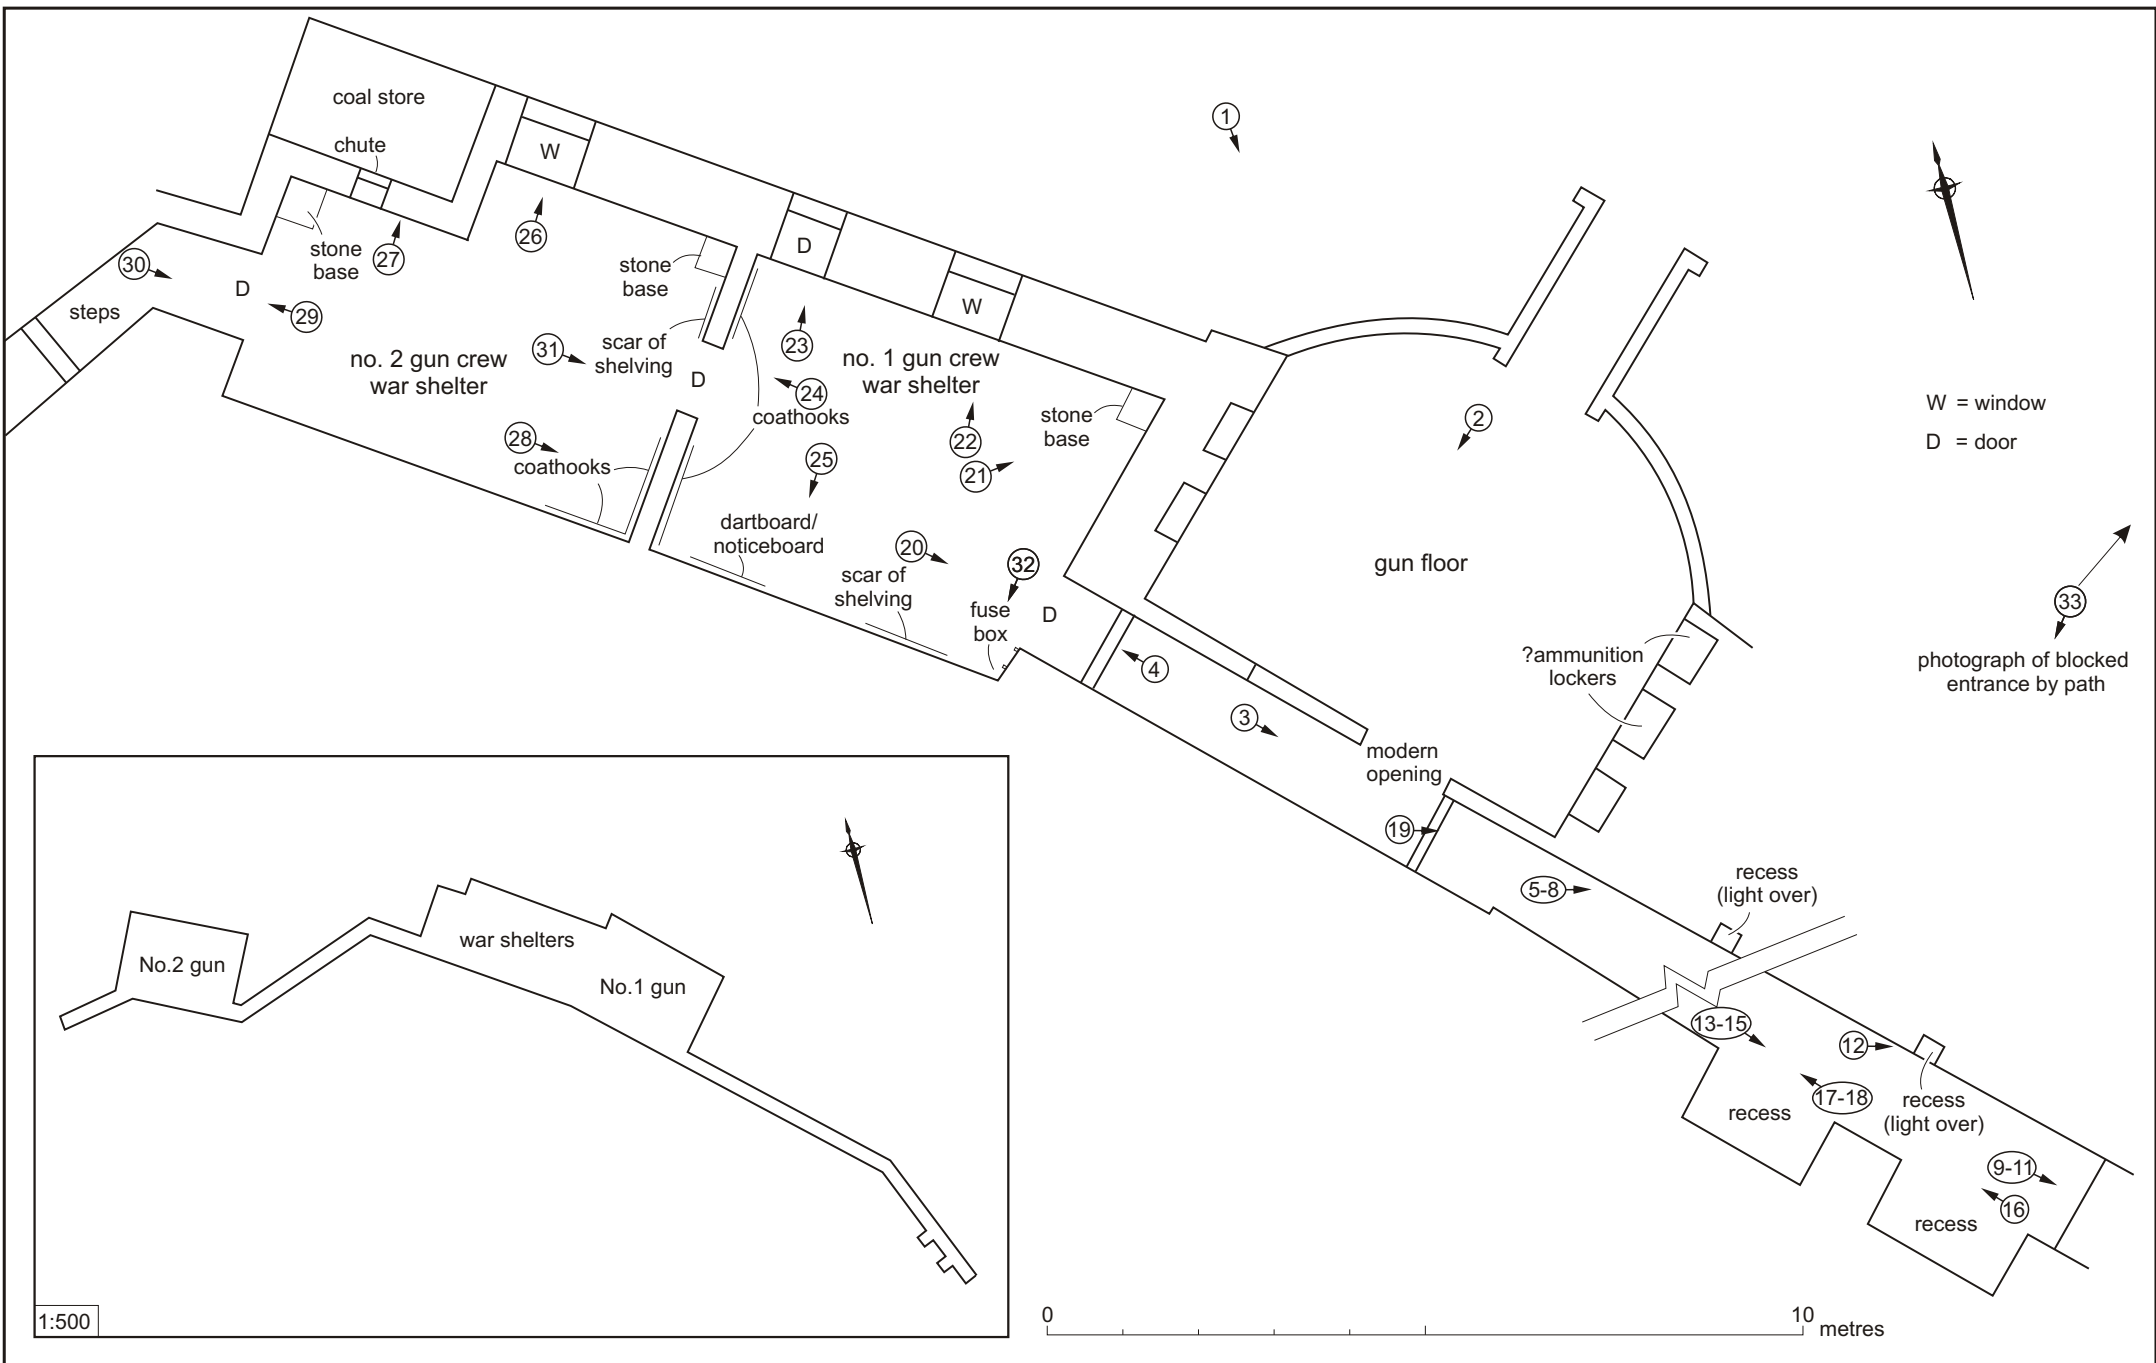 coal store
chute
W
1
stone
base
27
26
30
D
29
steps
stone
base
D
W
scar of
shelving
31
no. 2 gun crew
war shelter
D
23
no. 1 gun crew
war shelter
24
coathooks
stone
base
2
W = window
D = door
28
coathooks
22
25
21
dartboard/
noticeboard
20
scar of
shelving
32
fuse
box
D
gun floor
33
photograph of blocked
entrance by path
?ammunition
lockers
4
3
modern
opening
19
5-8
recess
(light over)
13-15
12
17-18
recess
recess
(light over)
9-11
16
recess
No.2 gun
war shelters
No.1 gun
1:500
0 10 metres